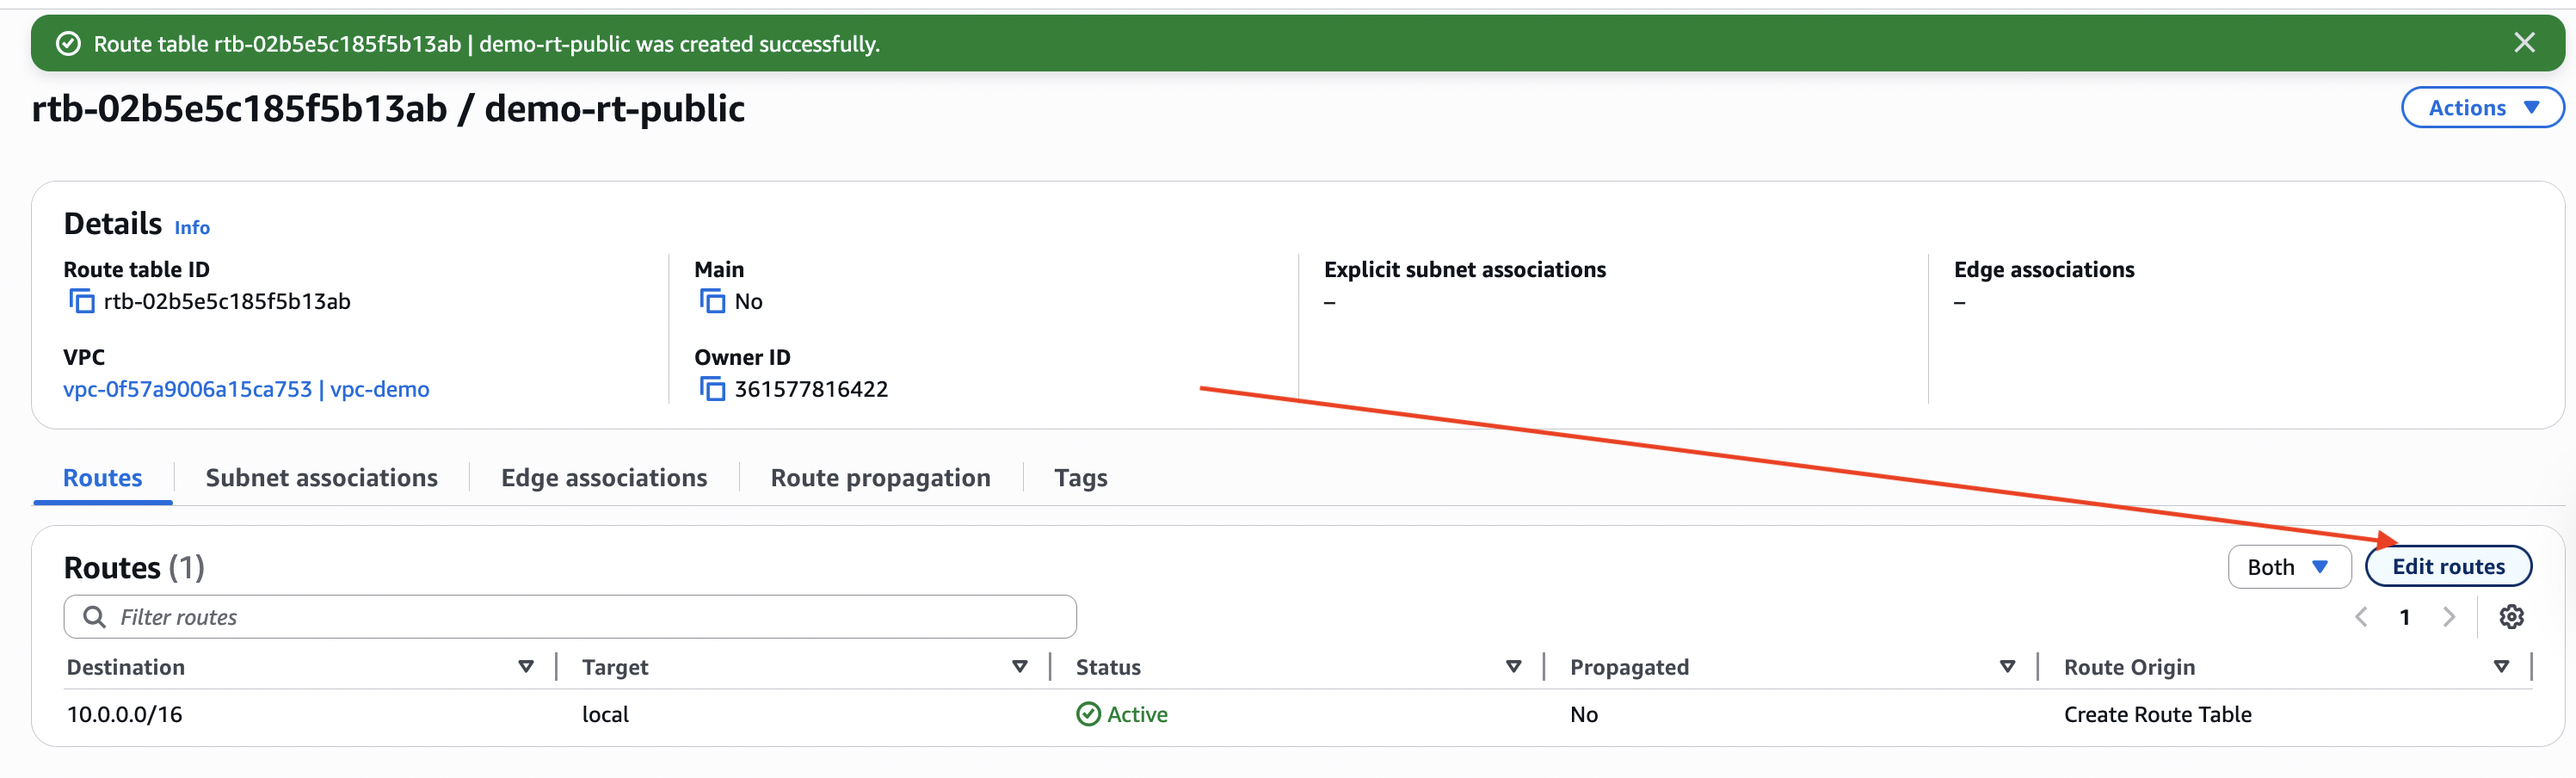 Route table rtb-02b5e5c185f5b13ab | demo-rt-public was created successfully.
rtb-02b5e5c185f5b13ab / demo-rt-public
Actions
Details Info
Route table ID
rtb-02b5e5c185f5b13ab
Main
No
Explicit subnet associations
–
Edge associations
–
VPC
vpc-0f57a9006a15ca753 | vpc-demo
Owner ID
361577816422
Routes Subnet associations Edge associations Route propagation Tags
Routes (1)
Both Edit routes
Filter routes
1
Destination Target Status Propagated Route Origin
10.0.0.0/16 local Active No Create Route Table